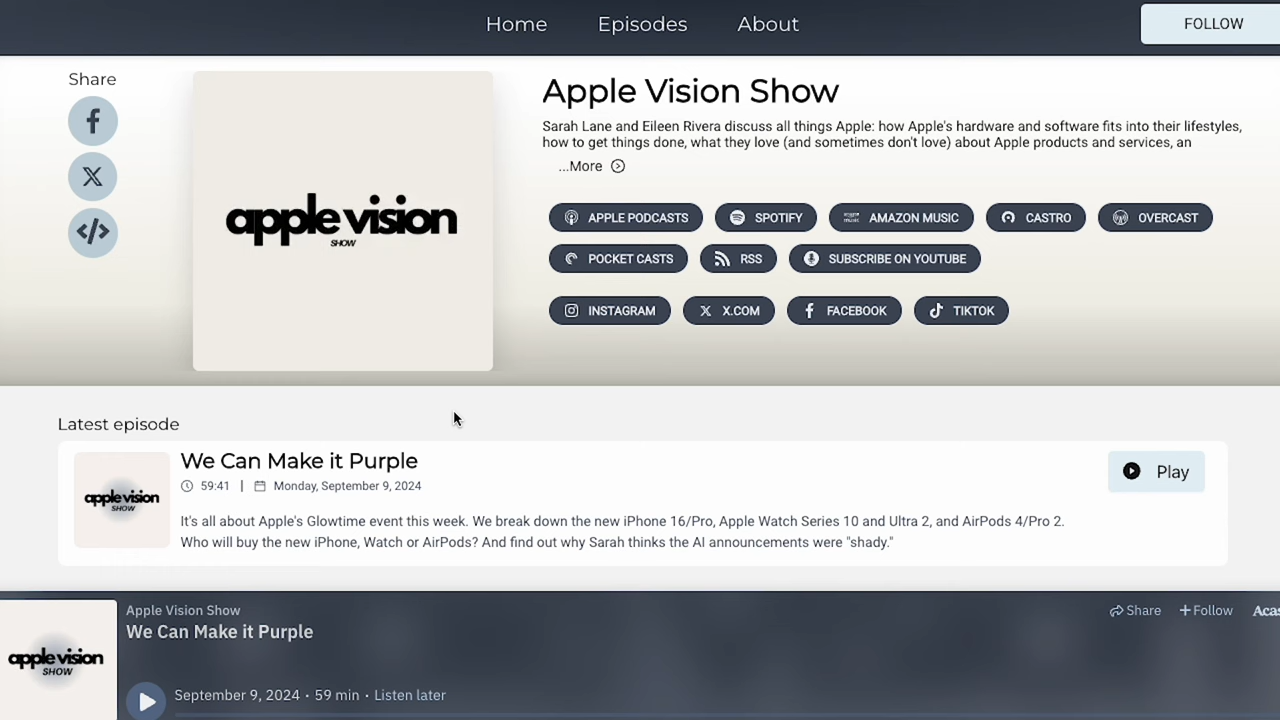 Home Episodes About FOLLOW
Share
apple vision
SHOW
Apple Vision Show
Sarah Lane and Eileen Rivera discuss all things Apple: how Apple's hardware and software fits into their lifestyles,
how to get things done, what they love (and sometimes don't love) about Apple products and services, an
...More
APPLE PODCASTS SPOTIFY amazon music AMAZON MUSIC CASTRO OVERCAST
POCKET CASTS RSS SUBSCRIBE ON YOUTUBE
INSTAGRAM X.COM FACEBOOK TIKTOK
Latest episode
apple vision
SHOW
We Can Make it Purple
59:41 | Monday, September 9, 2024
Play
It's all about Apple's Glowtime event this week. We break down the new iPhone 16/Pro, Apple Watch Series 10 and Ultra 2, and AirPods 4/Pro 2.
Who will buy the new iPhone, Watch or AirPods? And find out why Sarah thinks the AI announcements were "shady."
apple vision
SHOW
Apple Vision Show
Share + Follow Acas
We Can Make it Purple
September 9, 2024 · 59 min · Listen later